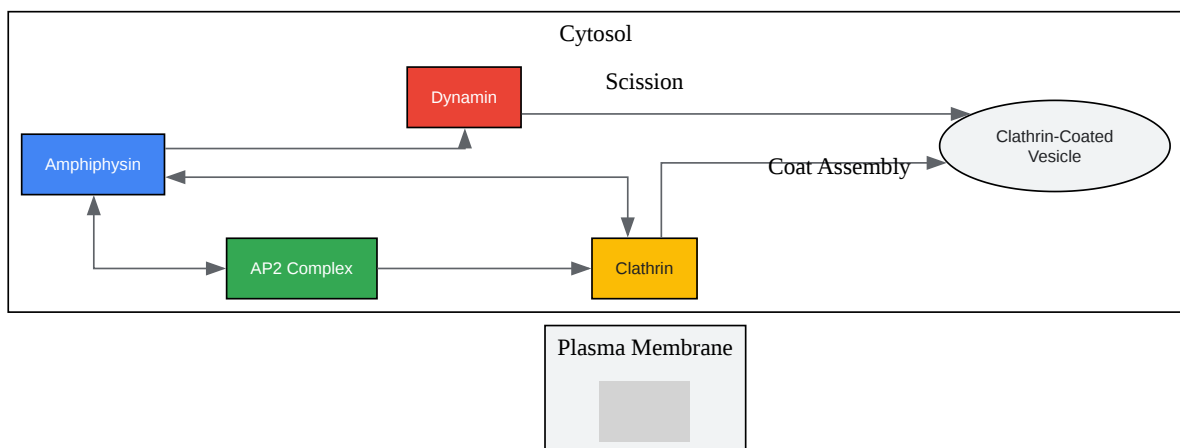 Cytosol
Scission
Dynamin
Clathrin-Coated
Vesicle
Amphiphysin
Coat Assembly
AP2 Complex
Clathrin
Plasma Membrane